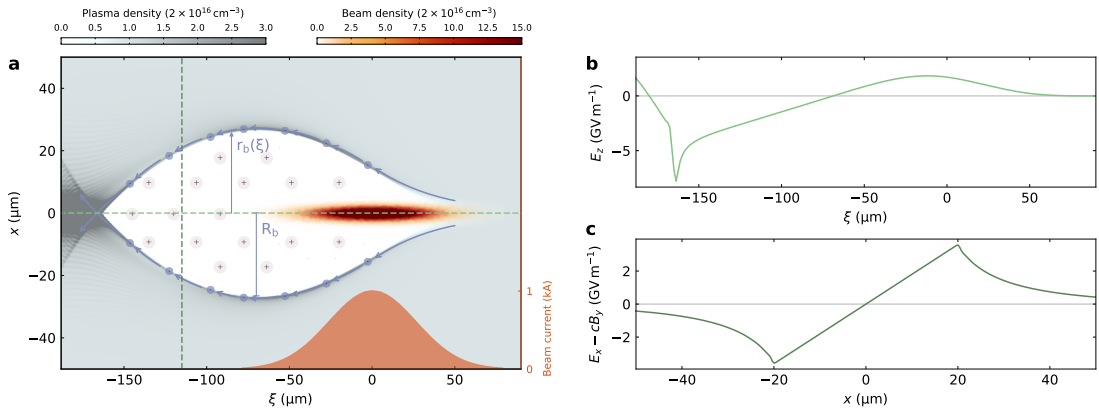 Plasma density (2 × 10¹⁶ cm⁻³)
0.0 0.5 1.0 1.5 2.0 2.5 3.0
Beam density (2 × 10¹⁶ cm⁻³)
0.0 2.5 5.0 7.5 10.0 12.5 15.0
a
x (μm)
40
20
0
−20
−40
r_b(ξ)
R_b
+ + + + + + + + + + + + + + + +
−150 −100 −50 0 50
ξ (μm)
1
0
Beam current (kA)
b
E_z (GV m⁻¹)
0
−5
−150 −100 −50 0 50
ξ (μm)
c
E_x − cB_y (GV m⁻¹)
2
0
−2
−40 −20 0 20 40
x (μm)